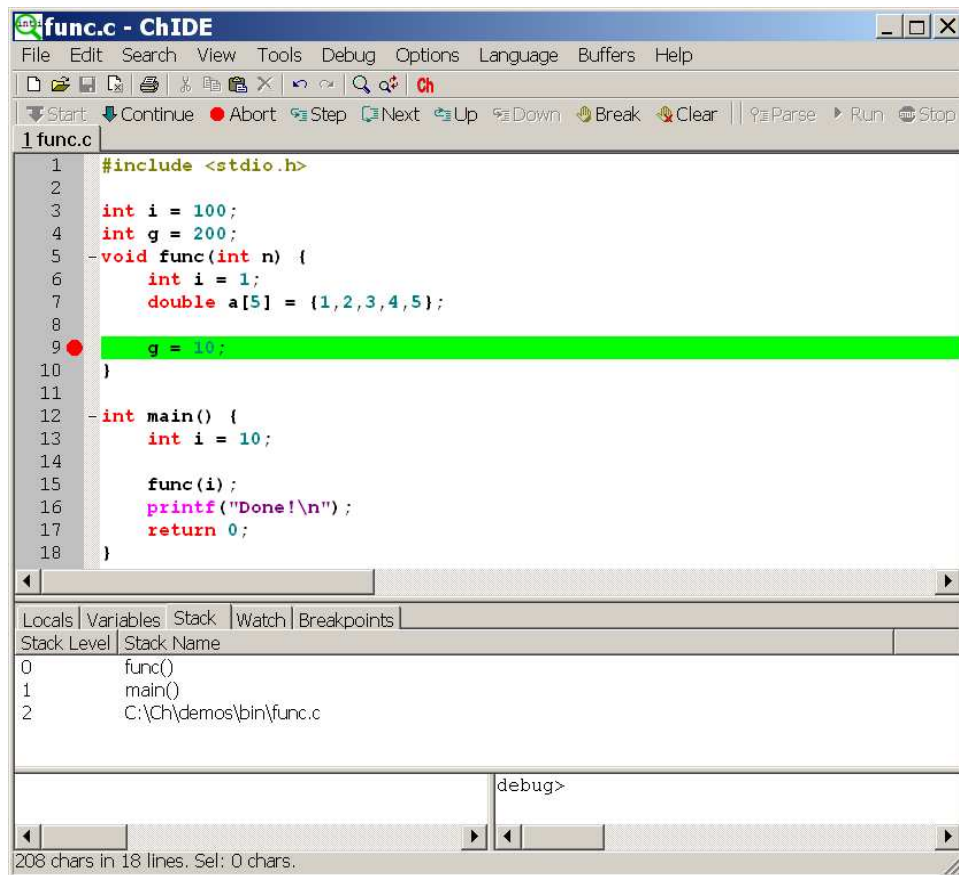 func.c - ChIDE
File Edit Search View Tools Debug Options Language Buffers Help
Ch
Start Continue Abort Step Next Up Down Break Clear Parse Run Stop
1 func.c
1 #include <stdio.h>
2
3 int i = 100;
4 int g = 200;
5 void func(int n) {
6 int i = 1;
7 double a[5] = {1,2,3,4,5};
8
9 g = 10;
10 }
11
12 int main() {
13 int i = 10;
14
15 func(i);
16 printf("Done!\n");
17 return 0;
18 }
Locals Variables Stack Watch Breakpoints
Stack Level Stack Name
0 func()
1 main()
2 C:\Ch\demos\bin\func.c
debug>
208 chars in 18 lines. Sel: 0 chars.